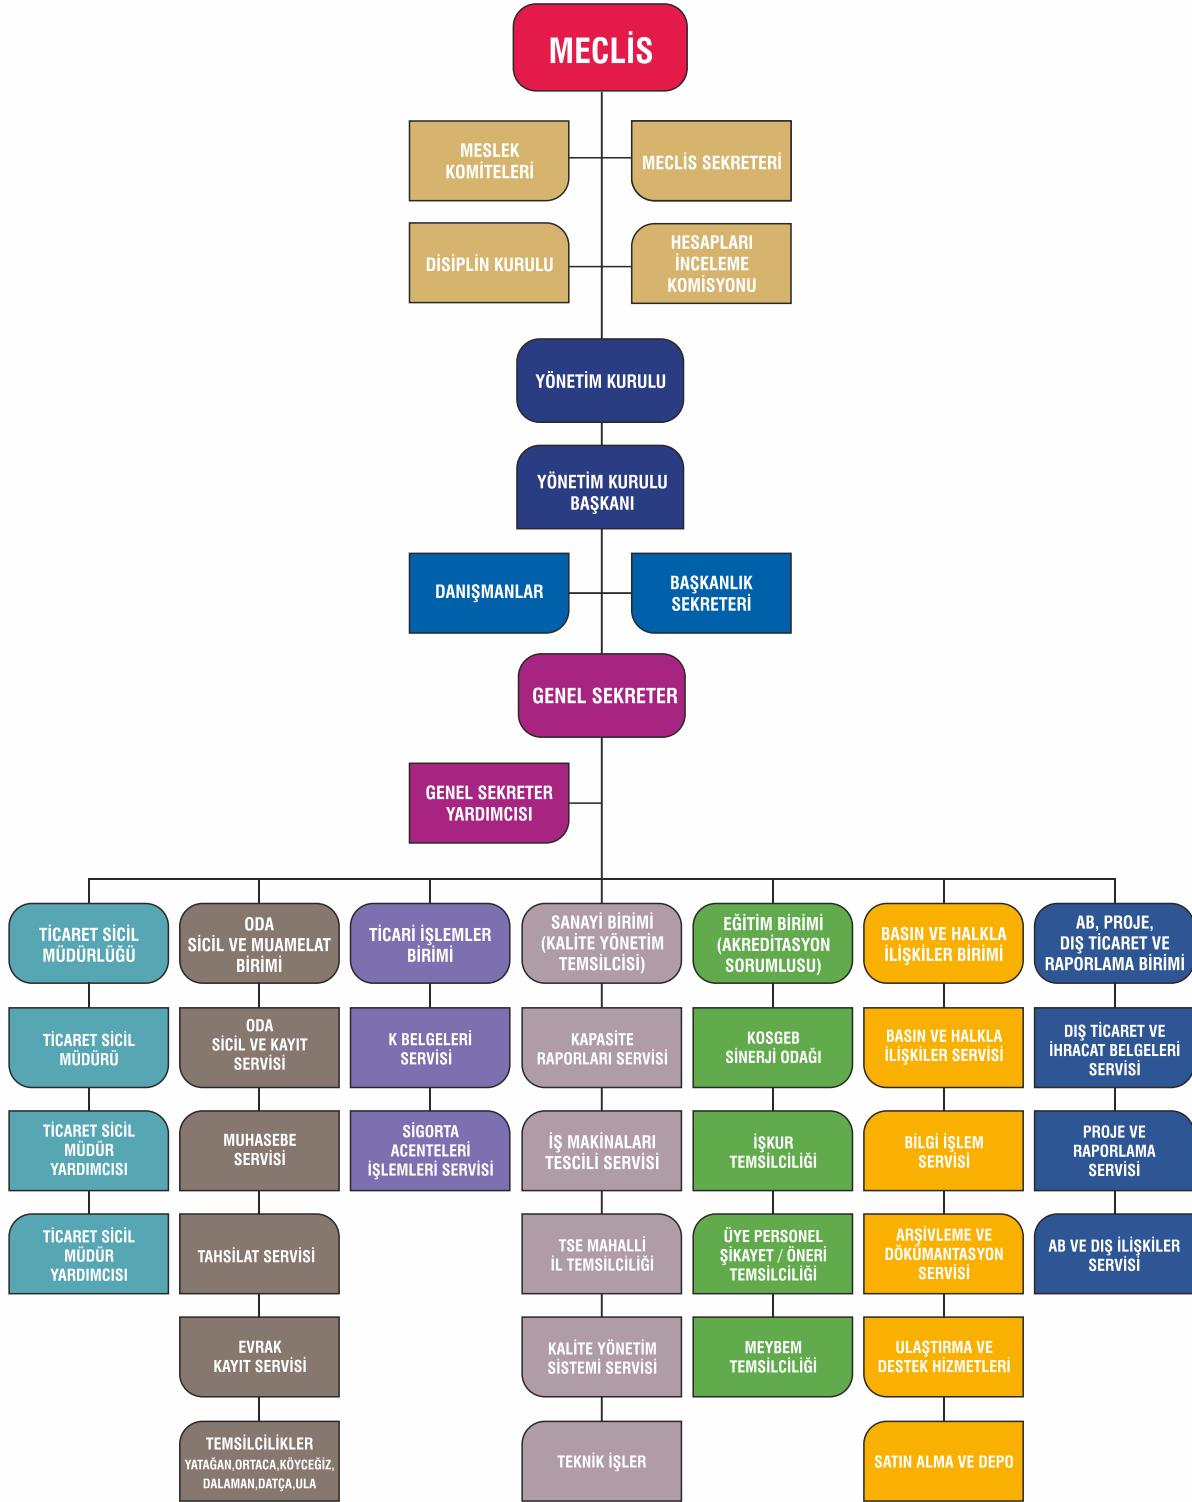 MECLİS
MESLEK
KOMİTELERİ
MECLİS SEKRETERİ
DİSİPLİN KURULU
HESAPLARI
İNCELEME
KOMİSYONU
YÖNETİM KURULU
YÖNETİM KURULU
BAŞKANI
DANIŞMANLAR
BAŞKANLIK
SEKRETERİ
GENEL SEKRETER
GENEL SEKRETER
YARDIMCISI
TİCARET SİCİL
MÜDÜRLÜĞÜ
TİCARET SİCİL
MÜDÜRÜ
TİCARET SİCİL
MÜDÜR
YARDIMCISI
TİCARET SİCİL
MÜDÜR
YARDIMCISI
ODA
SİCİL VE MUAMELAT
BİRİMİ
ODA
SİCİL VE KAYIT
SERVİSİ
MUHASEBE
SERVİSİ
TAHSİLAT SERVİSİ
EVRAK
KAYIT SERVİSİ
TEMSİLCİLİKLER
YATAĞAN,ORTACA,KÖYCEĞİZ,
DALAMAN,DATÇA,ULA
TİCARİ İŞLEMLER
BİRİMİ
K BELGELERİ
SERVİSİ
SİGORTA
ACENTELERİ
İŞLEMLERİ SERVİSİ
SANAYİ BİRİMİ
(KALİTE YÖNETİM
TEMSİLCİSİ)
KAPASİTE
RAPORLARI SERVİSİ
İŞ MAKİNALARI
TESCİLİ SERVİSİ
TSE MAHALLİ
İL TEMSİLCİLİĞİ
KALİTE YÖNETİM
SİSTEMİ SERVİSİ
TEKNİK İŞLER
EĞİTİM BİRİMİ
(AKREDİTASYON
SORUMLUSU)
KOSGEB
SİNERJİ ODAĞI
İŞKUR
TEMSİLCİLİĞİ
ÜYE PERSONEL
ŞİKAYET / ÖNERİ
TEMSİLCİLİĞİ
MEYBEM
TEMSİLCİLİĞİ
BASIN VE HALKLA
İLİŞKİLER BİRİMİ
BASIN VE HALKLA
İLİŞKİLER SERVİSİ
BİLGİ İŞLEM
SERVİSİ
ARŞİVLEME VE
DÖKÜMANTASYON
SERVİSİ
ULAŞTIRMA VE
DESTEK HİZMETLERİ
SATIN ALMA VE DEPO
AB, PROJE,
DIŞ TİCARET VE
RAPORLAMA BİRİMİ
DIŞ TİCARET VE
İHRACAT BELGELERİ
SERVİSİ
PROJE VE
RAPORLAMA
SERVİSİ
AB VE DIŞ İLİŞKİLER
SERVİSİ